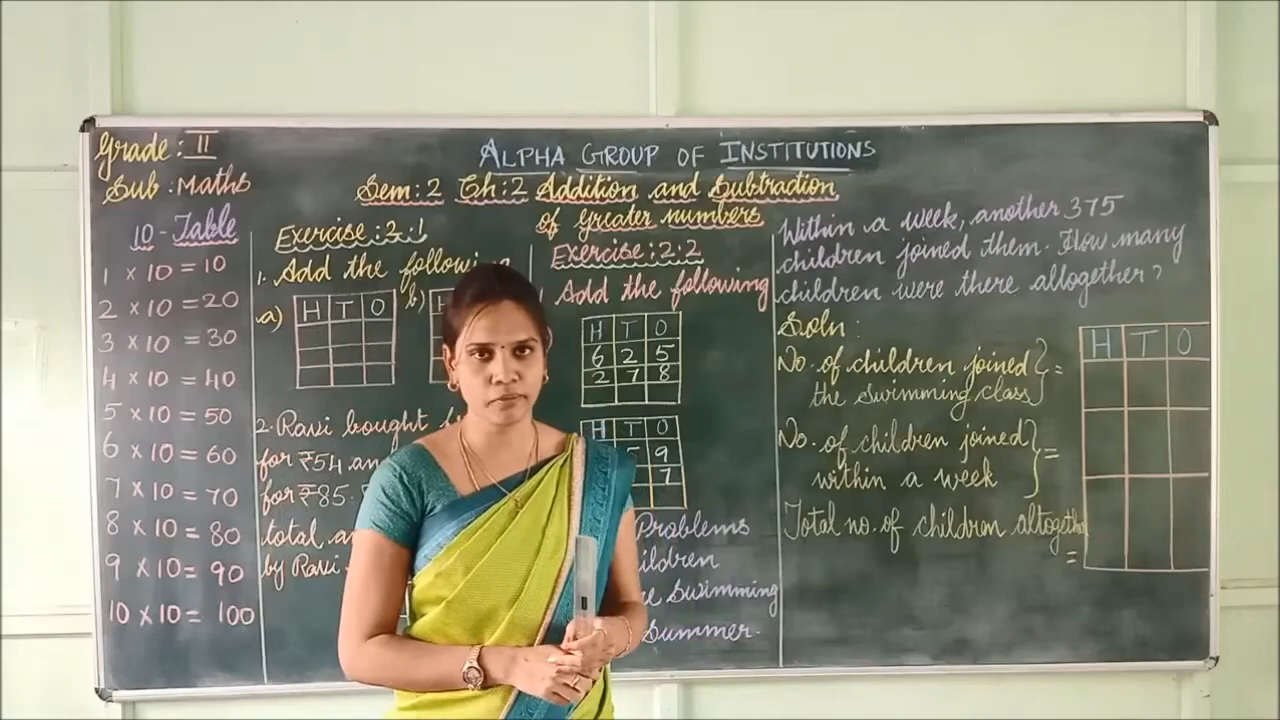 Grade: II
Sub: Maths
ALPHA GROUP OF INSTITUTIONS
Sem: 2 Ch: 2 Addition and Subtraction
of greater numbers
10 - Table
1 × 10 = 10
2 × 10 = 20
3 × 10 = 30
4 × 10 = 40
5 × 10 = 50
6 × 10 = 60
7 × 10 = 70
8 × 10 = 80
9 × 10 = 90
10 × 10 = 100
Exercise: 2:1
1. Add the following
a) H T O
b) H
2. Ravi bought
for ₹54
for ₹85.
total
by Ravi
Exercise: 2:2
Add the following
H T O
6 2 5
2 7 8
H T O
5 9
7
Problems
Swimming
Summer.
Within a week, another 375
children joined them. How many
children were there altogether?
Soln:
No. of children joined
the swimming class } =
No. of children joined
within a week } =
Total no. of children altogether
=
H T O